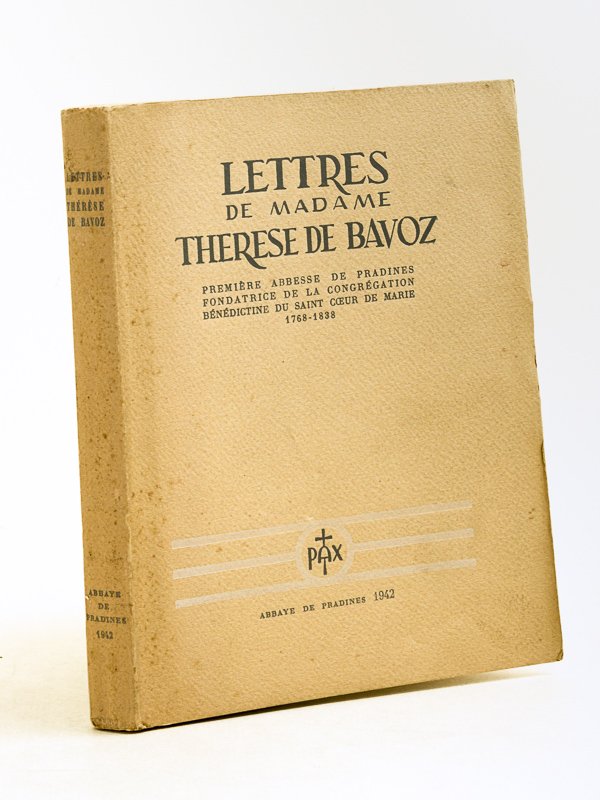 LETTRES
DE MADAME
THÉRÈSE
DE BAVOZ
ABBAYE
DE
PRADINES
1942
LETTRES
DE MADAME
THERESE DE BAVOZ
PREMIÈRE ABBESSE DE PRADINES
FONDATRICE DE LA CONGRÉGATION
BÉNÉDICTINE DU SAINT CŒUR DE MARIE
1768-1838
PAX
ABBAYE DE PRADINES 1942